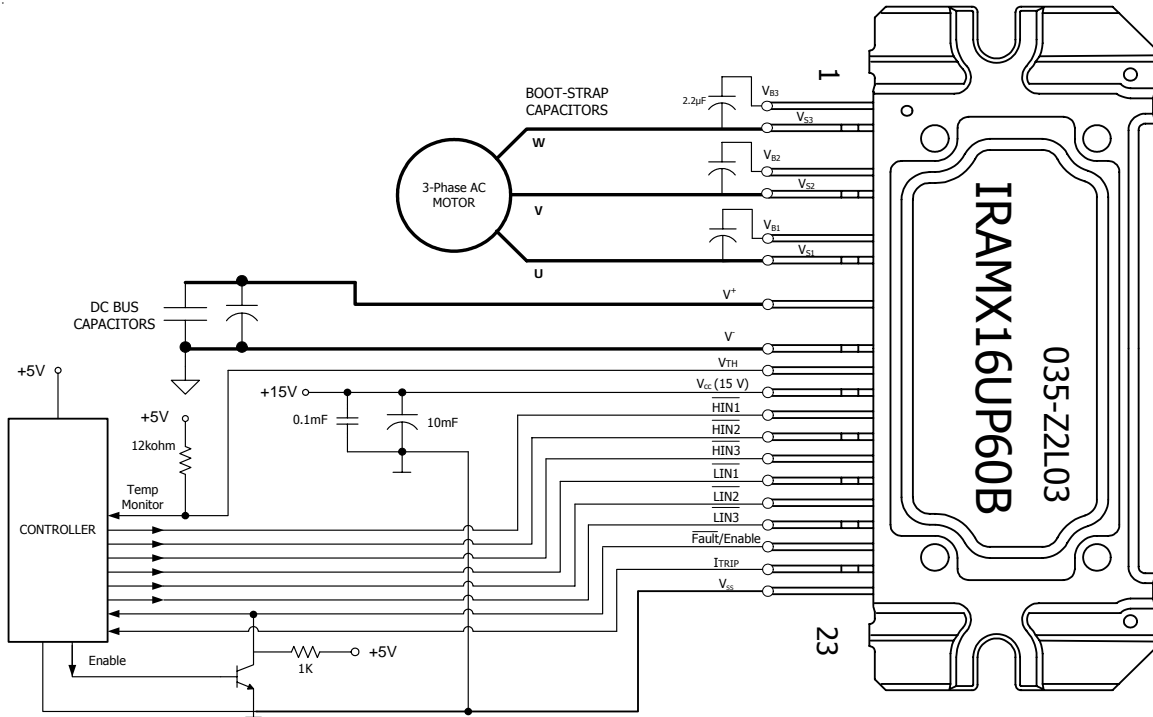 1
BOOT-STRAP
CAPACITORS
2.2µF
VB3
VS3
W
3-Phase AC
MOTOR
VB2
VS2
V
VB1
VS1
U
V+
DC BUS
CAPACITORS
V-
VTH
+5V
+15V
Vcc (15 V)
+5V
0.1mF
10mF
HIN1
HIN2
12kohm
HIN3
LIN1
Temp
Monitor
LIN2
LIN3
CONTROLLER
Fault/Enable
ITRIP
VSS
23
Enable
1K
+5V
IRAMX16UP60B
035-Z2L03